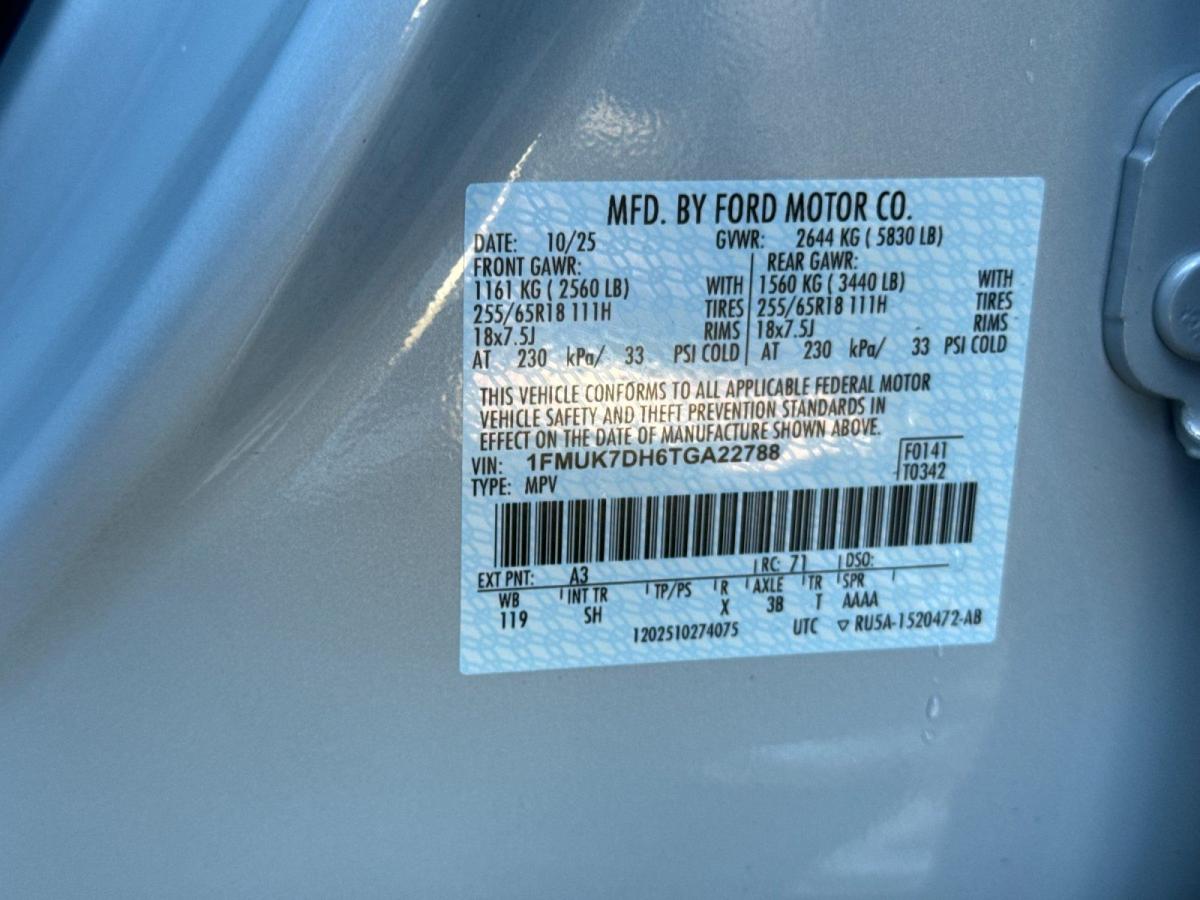 MFD. BY FORD MOTOR CO.
DATE: 10/25 GVWR: 2644 KG ( 5830 LB)
FRONT GAWR: REAR GAWR:
1161 KG ( 2560 LB) WITH 1560 KG ( 3440 LB) WITH
255/65R18 111H TIRES 255/65R18 111H TIRES
18x7.5J RIMS 18x7.5J RIMS
AT 230 kPa/ 33 PSI COLD AT 230 kPa/ 33 PSI COLD
THIS VEHICLE CONFORMS TO ALL APPLICABLE FEDERAL MOTOR
VEHICLE SAFETY AND THEFT PREVENTION STANDARDS IN
EFFECT ON THE DATE OF MANUFACTURE SHOWN ABOVE.
VIN: 1FMUK7DH6TGA22788 F0141
TYPE: MPV T0342
EXT PNT: A3 RC: 71 DSO:
WB INT TR TP/PS R AXLE TR SPR
119 SH X 38 T AAAA
1202510274075 UTC ▽ RU5A-1520472-AB